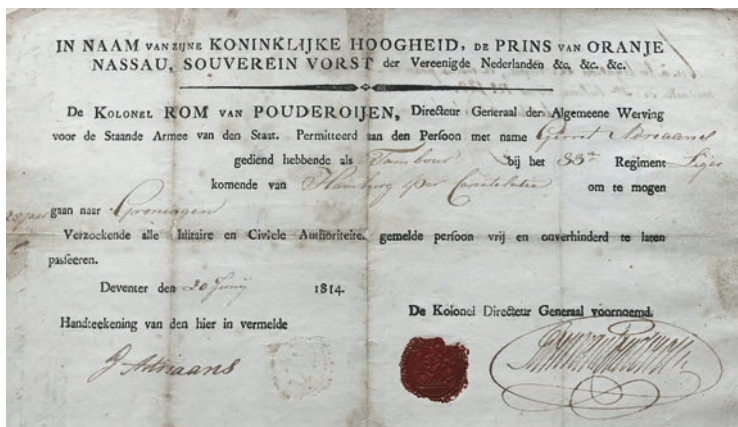 IN NAAM VAN ZIJNE KONINKLIJKE HOOGHEID, DE PRINS VAN ORANJE
NASSAU, SOUVEREIN VORST der Vereenigde Nederlanden &c. &c. &c.
De KOLONEL ROM VAN POUDEROIJEN, Directeur Generaal der Algemeene Werving
voor de Staande Armee van den Staat. Permitteerd aan den Persoon met name Gerrit Adriaans
gediend hebbende als Tambour bij het 33ste Regiment Liger
komende van Hamburg par Capitulatie om te mogen
gaan naar Groningen
Verzoekende alle Militaire en Civiele Authoriteite, gemelde persoon vrij en onverhinderd te laten
passeeren.
Deventer den 20 Junij 1814.
De Kolonel Directeur Generaal voornoemd.
Handteekening van den hier in vermelde
G Adriaans